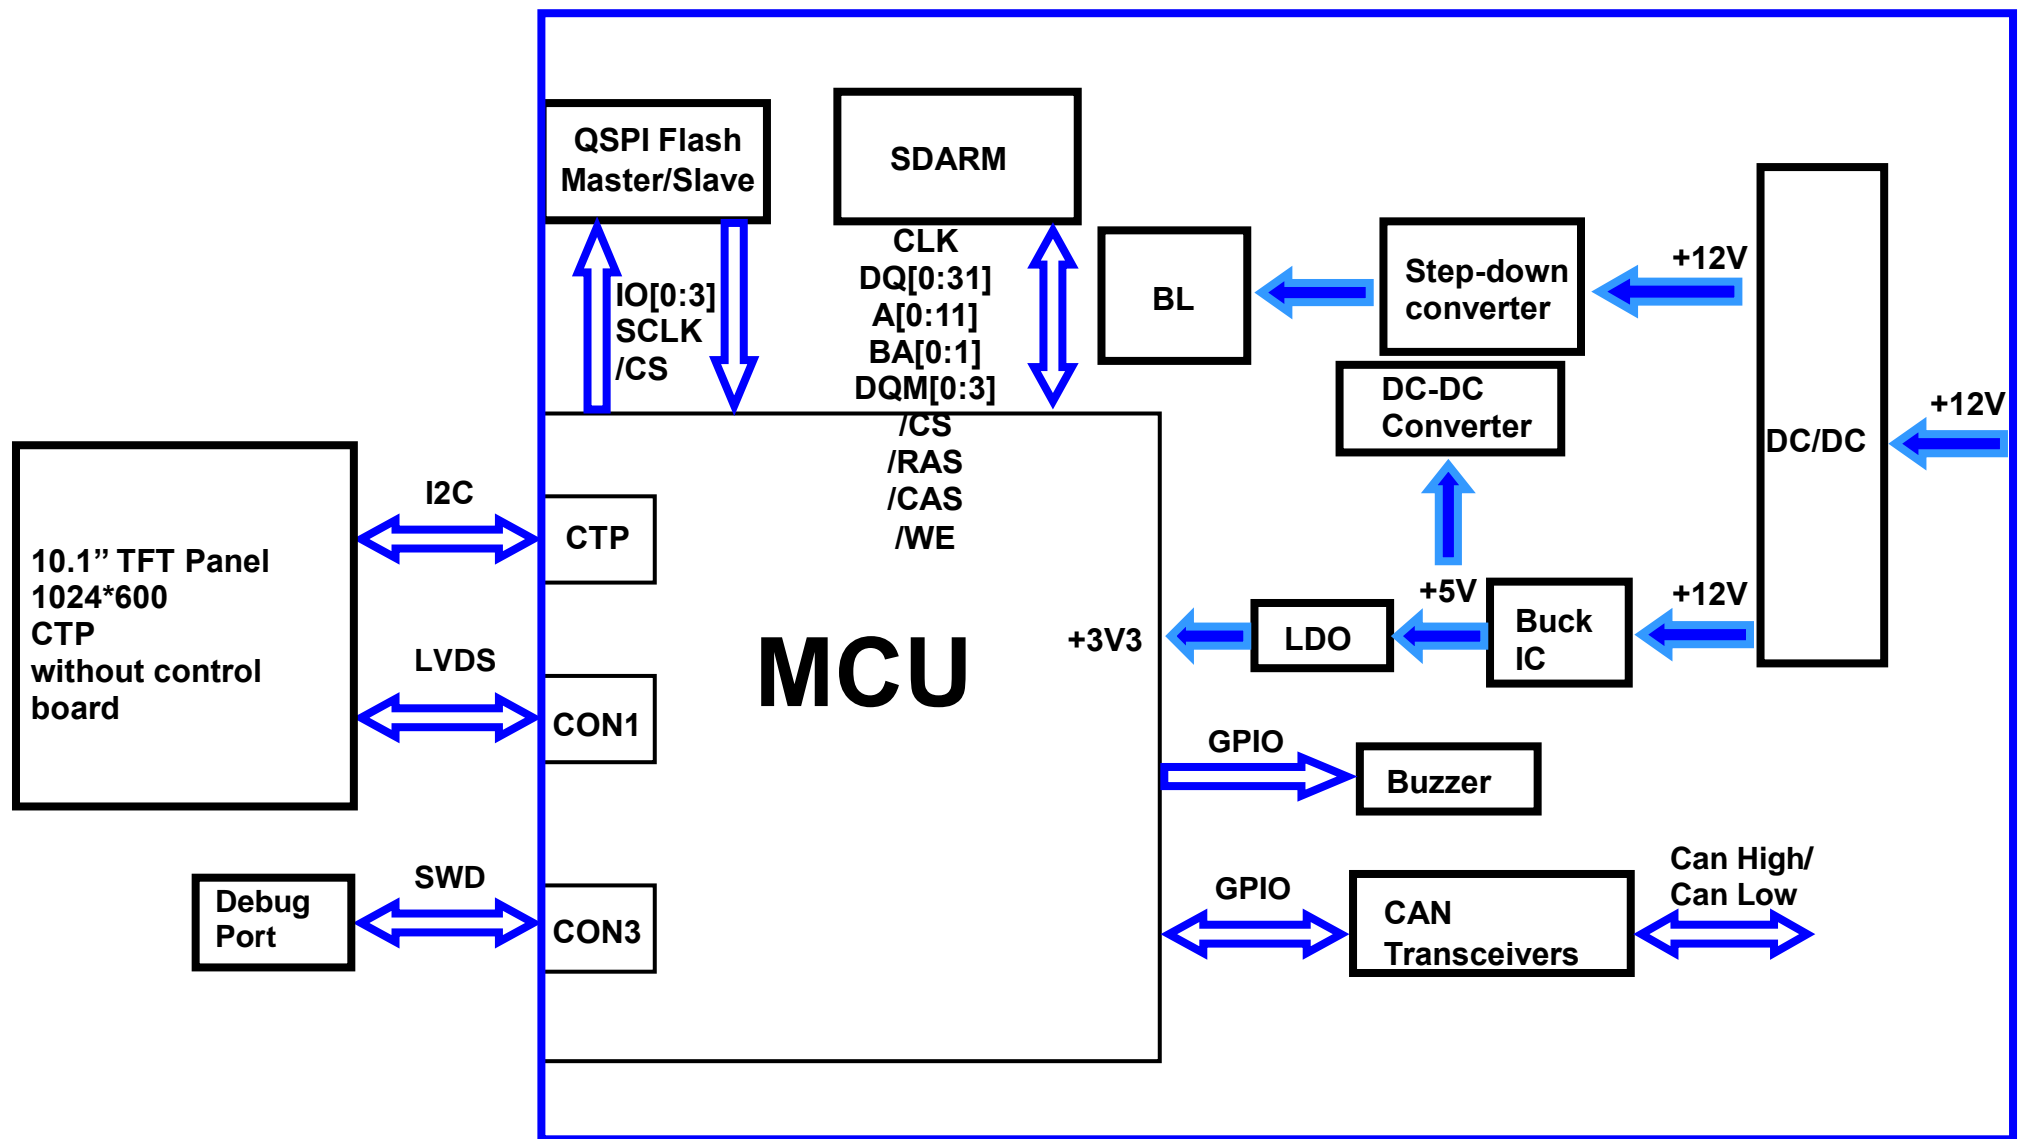 QSPI Flash
Master/Slave
SDARM
IO[0:3]
SCLK
/CS
CLK
DQ[0:31]
A[0:11]
BA[0:1]
DQM[0:3]
/CS
/RAS
/CAS
/WE
BL
Step-down
converter
+12V
DC-DC
Converter
DC/DC
+12V
10.1’’ TFT Panel
1024*600
CTP
without control
board
I2C
CTP
LVDS
CON1
MCU
+3V3
LDO
+5V
Buck
IC
+12V
GPIO
Buzzer
Debug
Port
SWD
CON3
GPIO
CAN
Transceivers
Can High/
Can Low